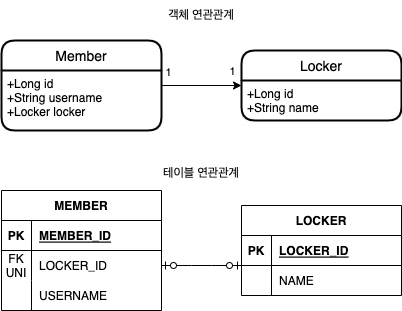 객체 연관관계
Member
+Long id
+String username
+Locker locker
1
1
Locker
+Long id
+String name
테이블 연관관계
MEMBER
PK MEMBER_ID
FK UNI LOCKER_ID
USERNAME
LOCKER
PK LOCKER_ID
NAME